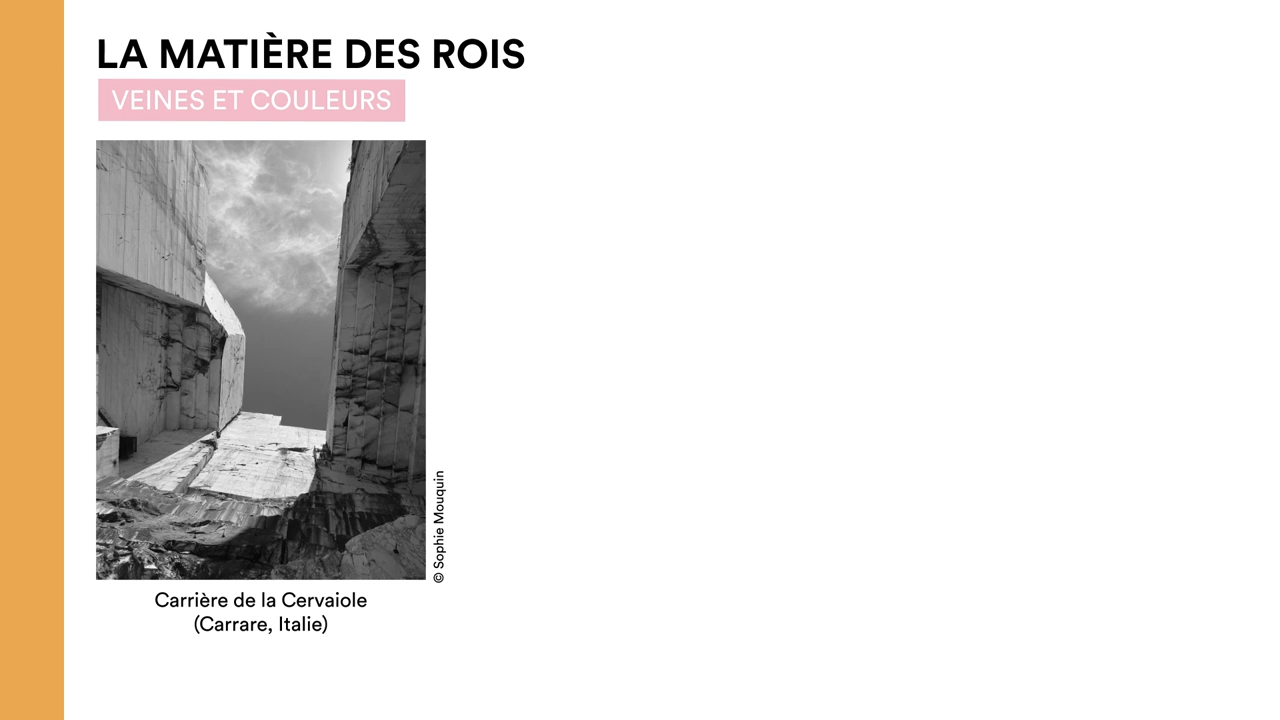 LA MATIÈRE DES ROIS
VEINES ET COULEURS
© Sophie Mouquin
Carrière de la Cervaiole
(Carrare, Italie)